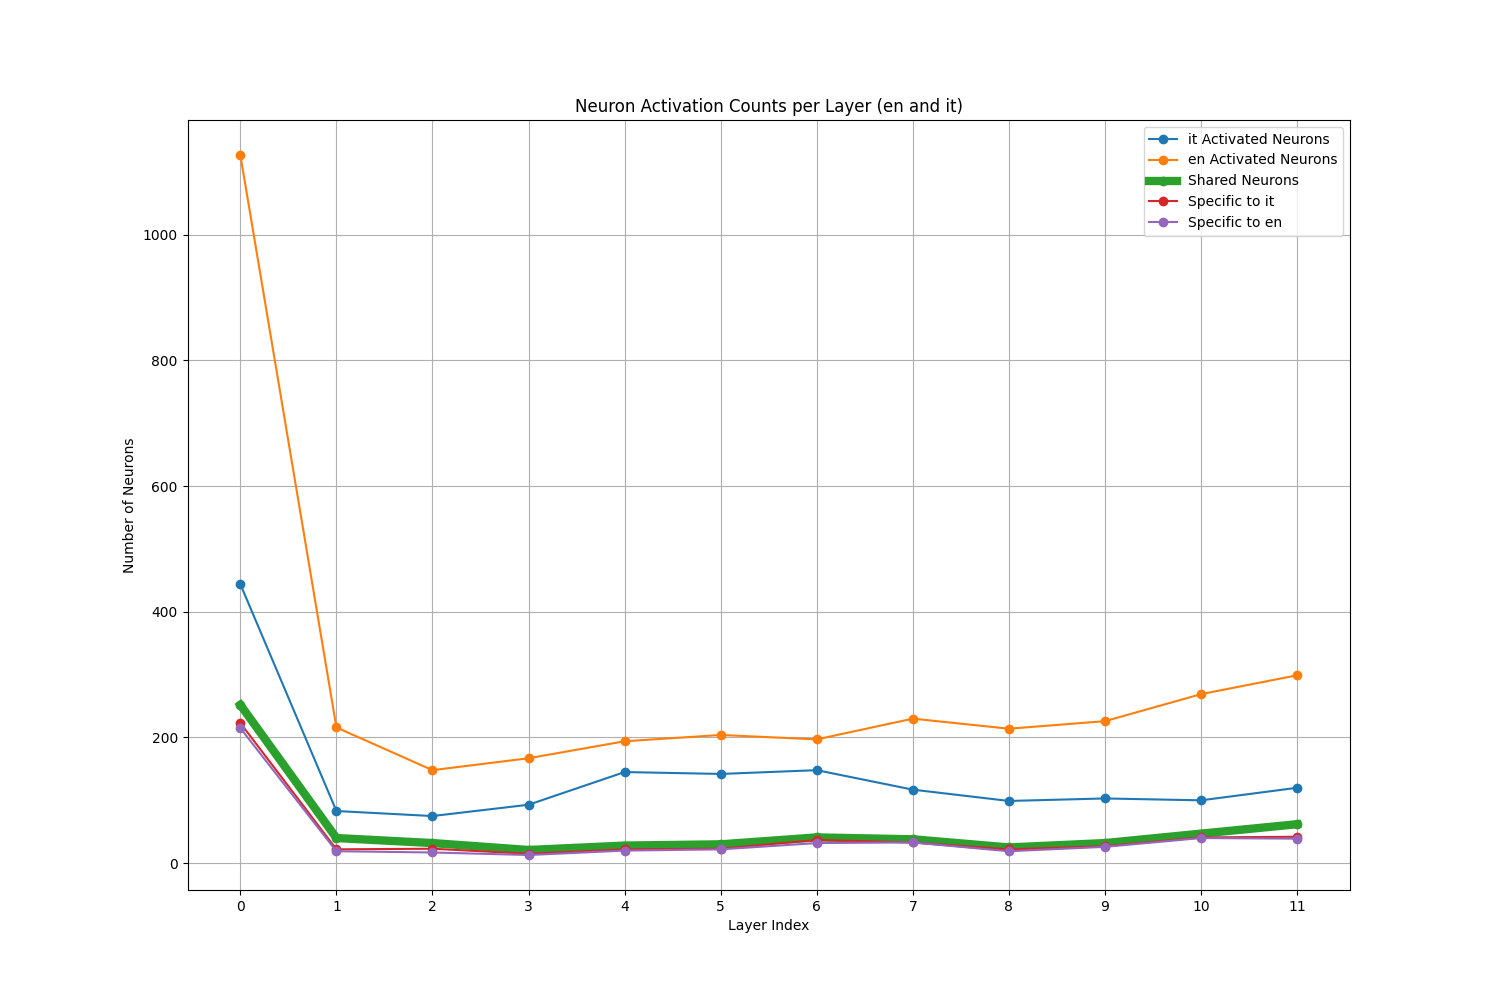 Neuron Activation Counts per Layer (en and it)
it Activated Neurons
en Activated Neurons
Shared Neurons
Specific to it
Specific to en
1000
800
600
400
200
0
Number of Neurons
0 1 2 3 4 5 6 7 8 9 10 11
Layer Index